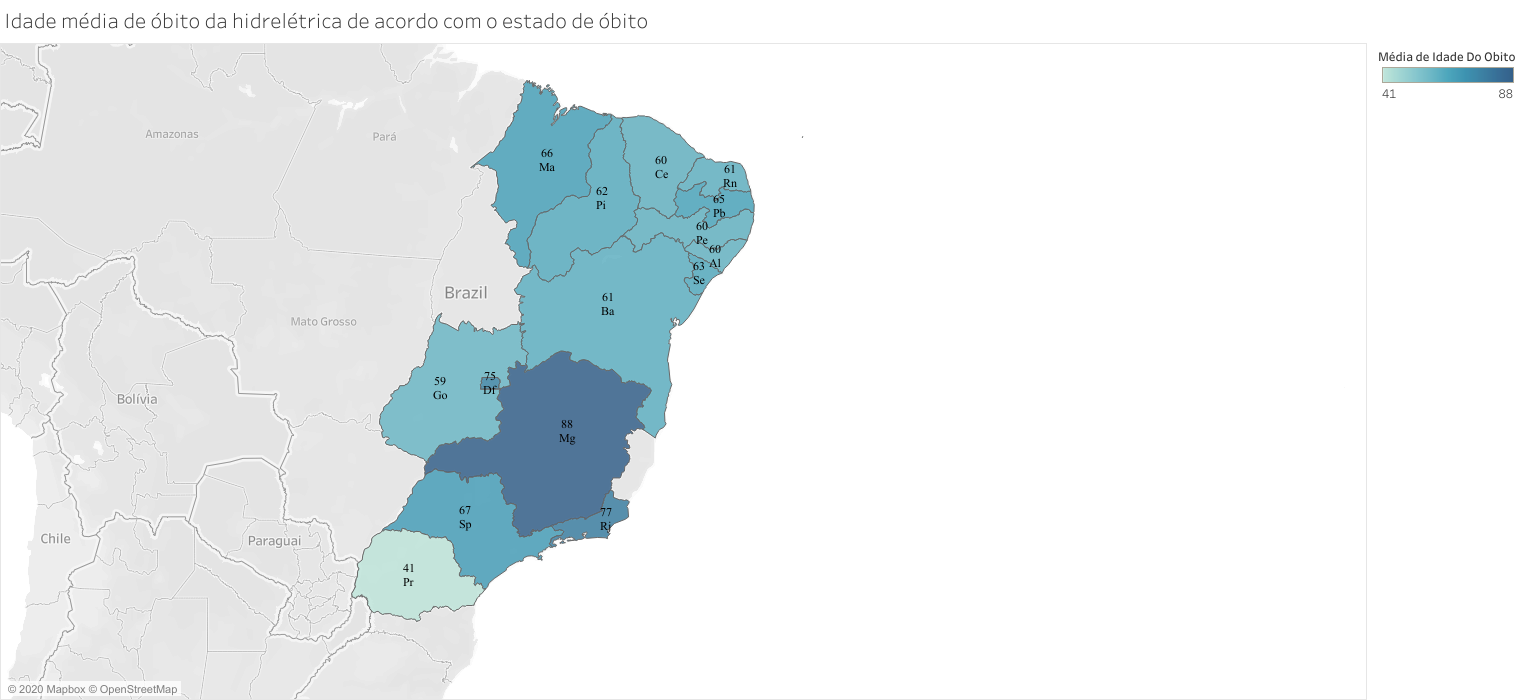 Idade média de óbito da hidrelétrica de acordo com o estado de óbito
Média de Idade Do Obito
41
88
Amazonas
Pará
66
Ma
60
Ce
61
Rn
62
Pi
65
Pb
60
Pe
60
Al
63
Se
Brazil
61
Ba
Mato Grosso
59
Go
75
Df
Bolívia
88
Mg
67
Sp
77
Rj
Chile
Paraguai
41
Pr
© 2020 Mapbox © OpenStreetMap